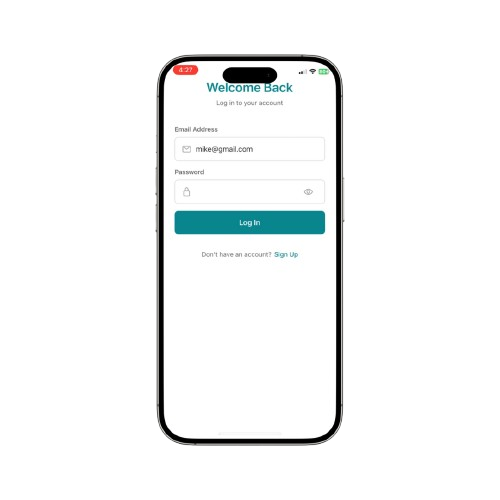 4:27
Welcome Back
Log in to your account
Email Address
mike@gmail.com
Password
Log In
Don't have an account? Sign Up